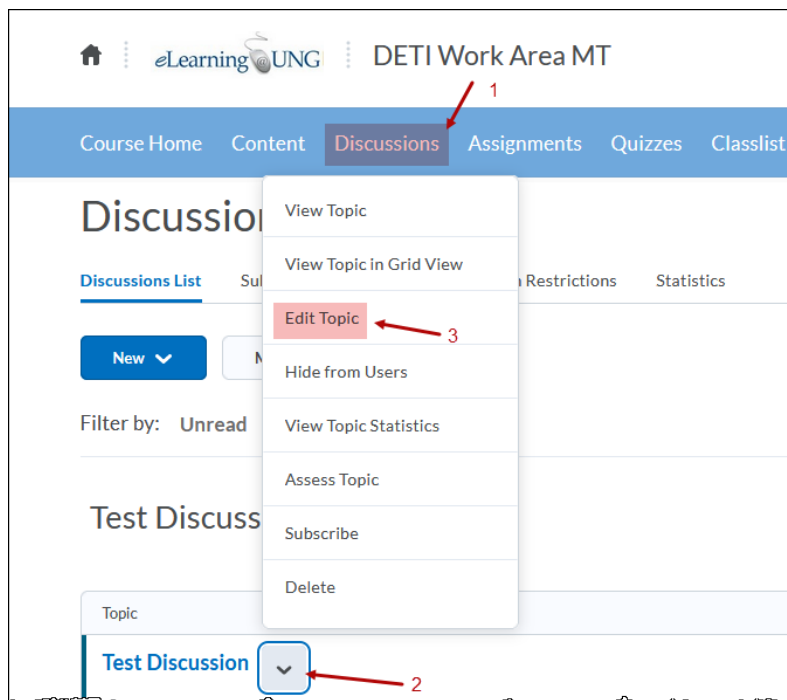 eLearning@UNG DETI Work Area MT
1
Course Home Content Discussions Assignments Quizzes Classlist
Discussio
View Topic
View Topic in Grid View
Discussions List Su Restrictions Statistics
Edit Topic
3
New
Hide from Users
Filter by: Unread
View Topic Statistics
Assess Topic
Test Discuss
Subscribe
Delete
Topic
Test Discussion
2